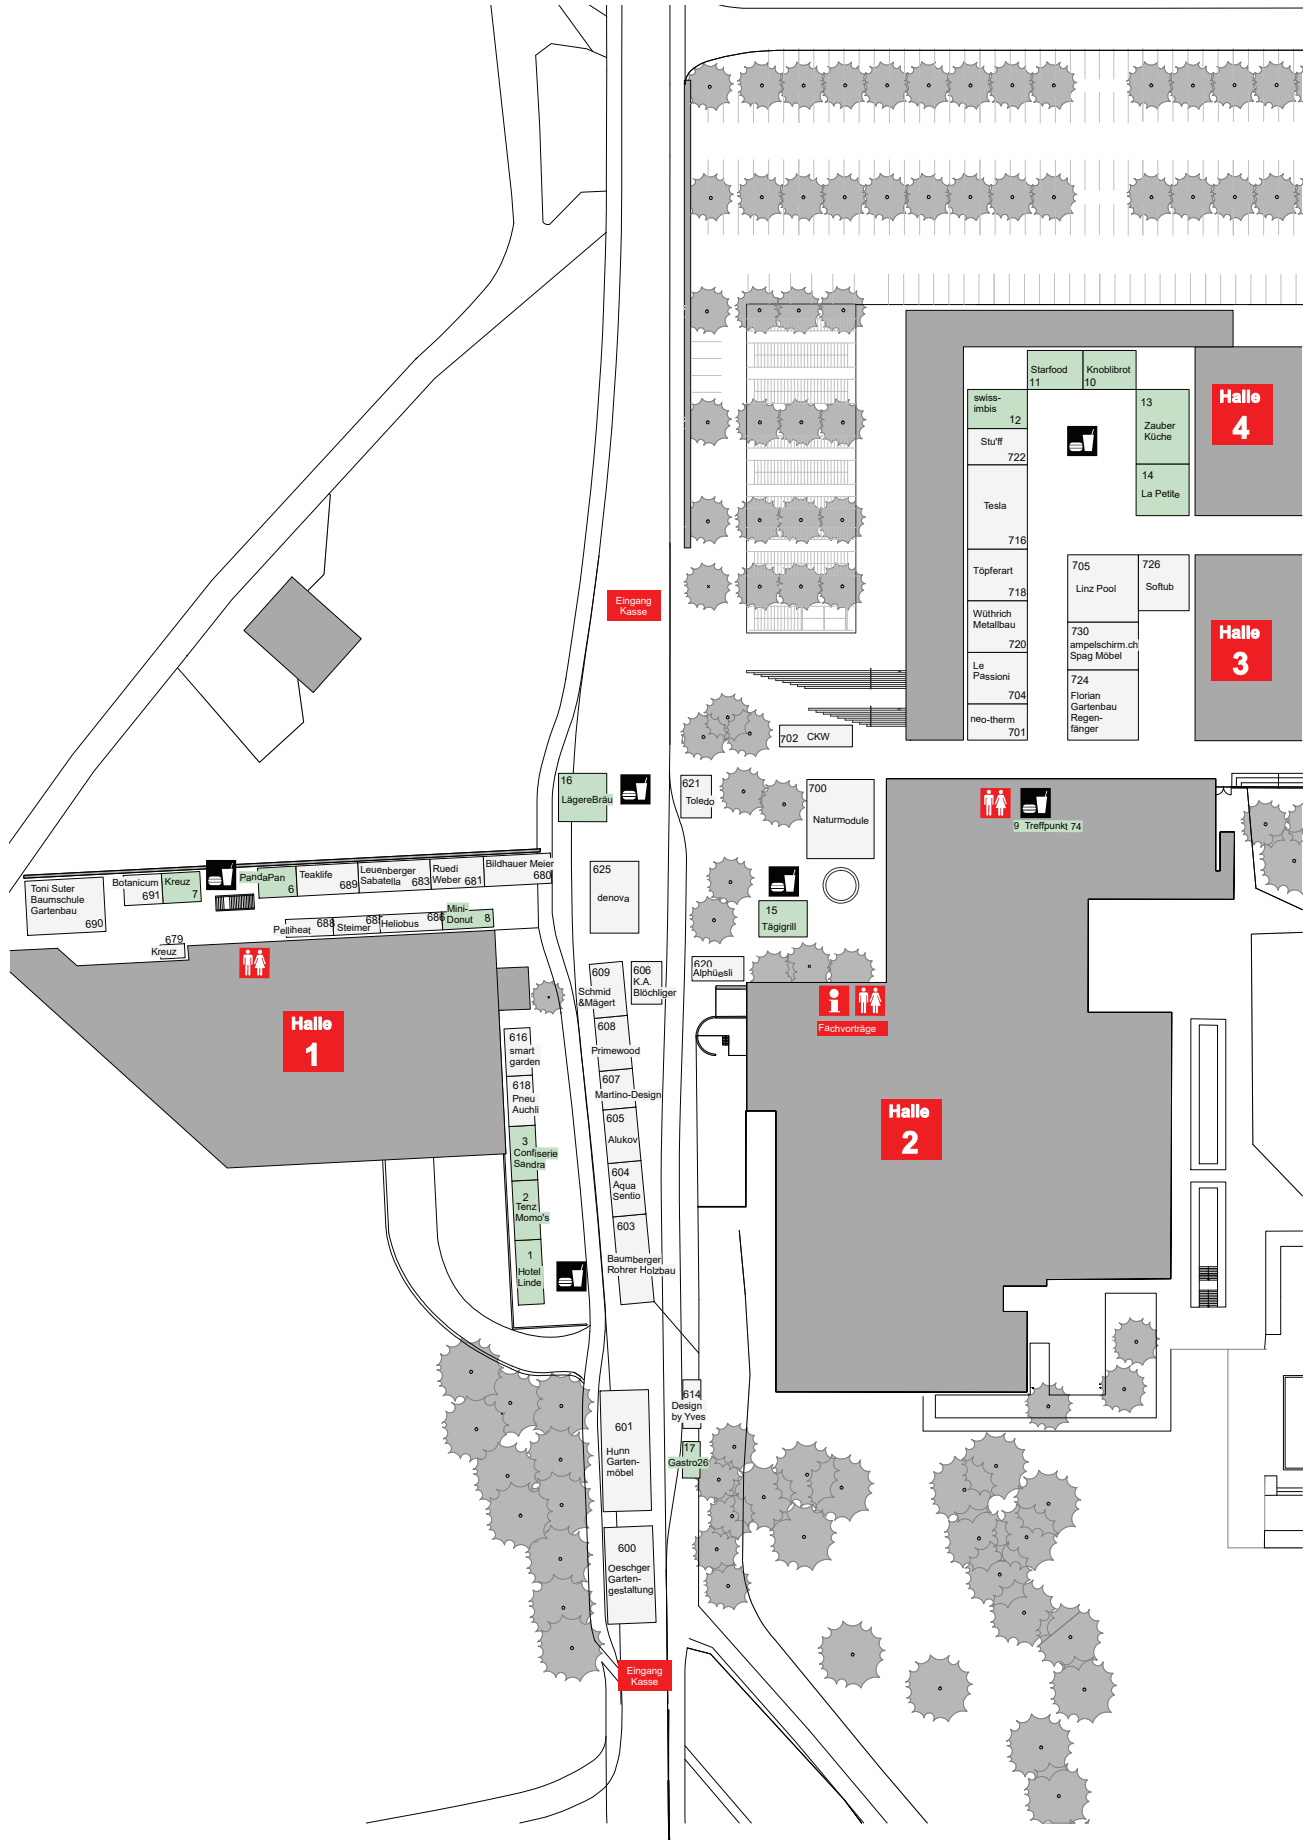 Starfood
11
Knoblibrot
10
swiss-
imbis
12
13
Zauber
Küche
Halle
4
Stu'ff
722
14
La Petite
Tesla
716
Töpferart
718
705
Linz Pool
726
Softub
Eingang
Kasse
Wüthrich
Metallbau
720
730
ampelschirm.ch
Spag Möbel
Halle
3
Le
Passioni
704
724
Florian
Gartenbau
Regen-
fänger
neo-therm
701
702 CKW
16
LägereBräu
621
Toledo
700
Naturmodule
9 Treffpunkt 74
Toni Suter
Baumschule
Gartenbau
690
Botanicum
691
Kreuz
7
PandaPan
6
Teaklife
689
Leuenberger
Sabatella 683
Ruedi
Weber 681
Bildhauer Meier
680
625
denova
15
Tägigrill
679
Kreuz
Pelliheat
688
Steimer
685
Heliobus
686
Mini-
Donut 8
620
Alphüesli
609
Schmid
&Mägert
606
K.A.
Blöchliger
Fachvorträge
Halle
1
616
smart
garden
608
Primewood
618
Pneu
Auchli
607
Martino-Design
605
Alukov
Halle
2
3
Confiserie
Sandra
604
Aqua
Sentio
2
Tenz
Momo's
603
Baumberger
Rohrer Holzbau
1
Hotel
Linde
614
Design
by Yves
601
Hunn
Garten-
möbel
17
Gastro26
600
Oeschger
Garten-
gestaltung
Eingang
Kasse